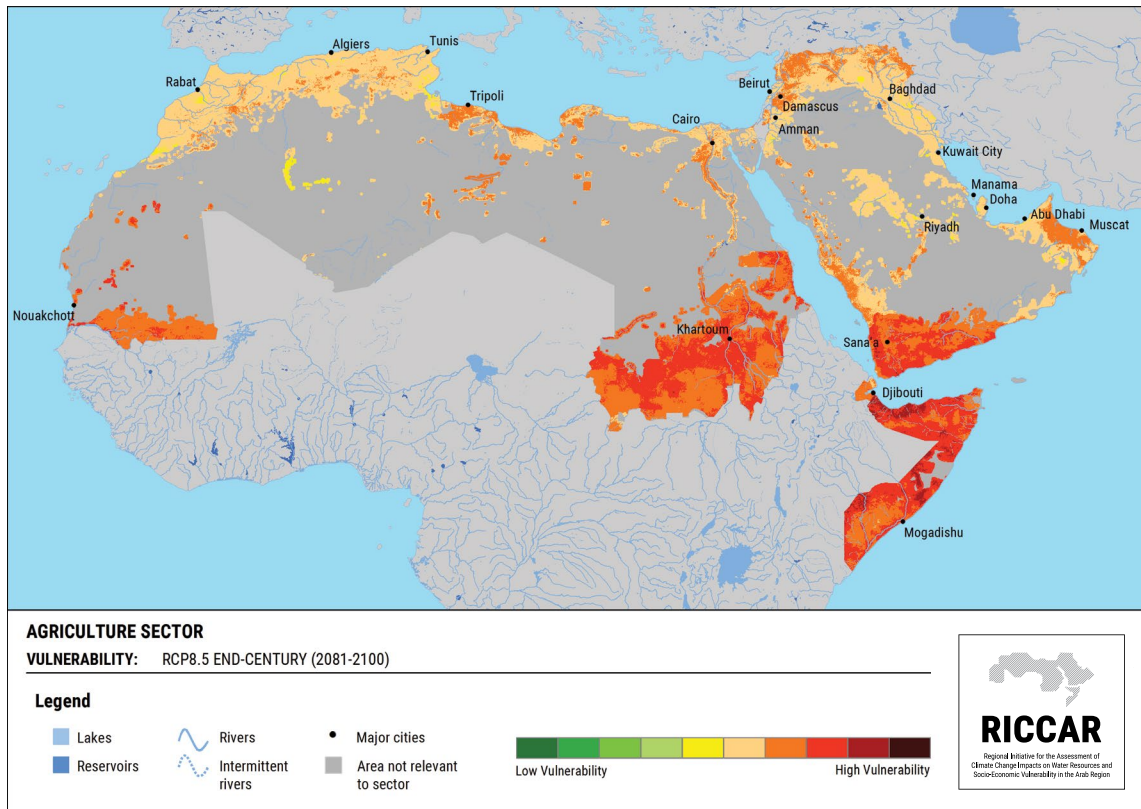 Algiers
Tunis
Rabat
Tripoli
Cairo
Beirut
Damascus
Amman
Baghdad
Kuwait City
Manama
Doha
Abu Dhabi
Riyadh
Muscat
Nouakchott
Khartoum
Sana'a
Djibouti
Mogadishu
AGRICULTURE SECTOR
VULNERABILITY: RCP8.5 END-CENTURY (2081-2100)
Legend
Lakes
Reservoirs
Rivers
Intermittent
rivers
Major cities
Area not relevant
to sector
Low Vulnerability
High Vulnerability
RICCAR
Regional Initiative for the Assessment of
Climate Change Impacts on Water Resources and
Socio-Economic Vulnerability in the Arab Region